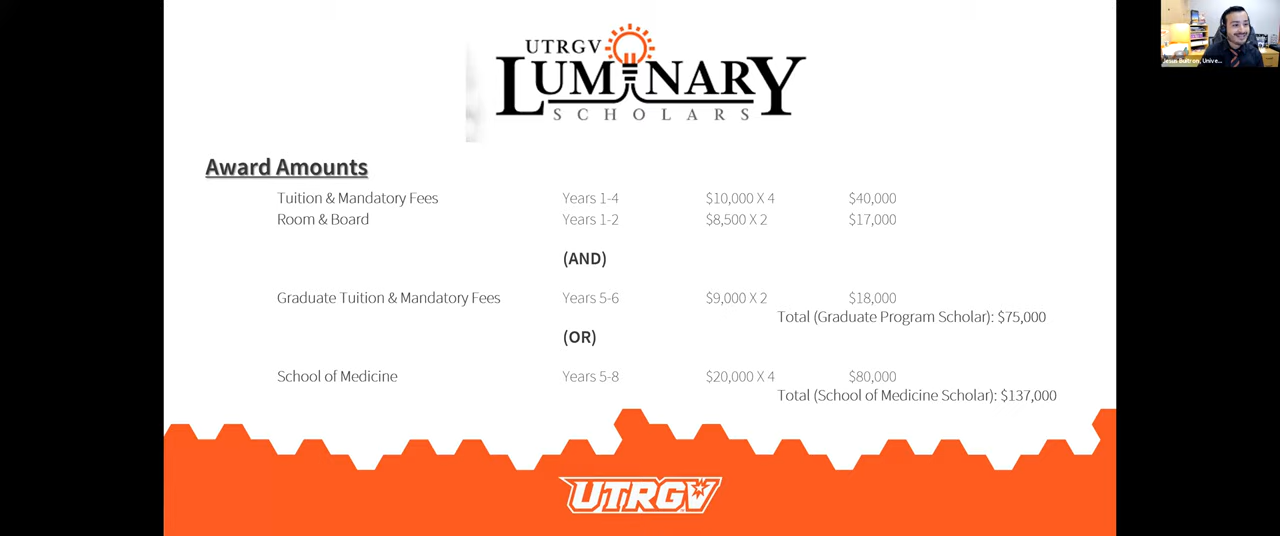 UTRGV
LUMINARY
SCHOLARS
Jesus Buitron, Unive...
Award Amounts
Tuition & Mandatory Fees Years 1-4 $10,000 X 4 $40,000
Room & Board Years 1-2 $8,500 X 2 $17,000
(AND)
Graduate Tuition & Mandatory Fees Years 5-6 $9,000 X 2 $18,000
Total (Graduate Program Scholar): $75,000
(OR)
School of Medicine Years 5-8 $20,000 X 4 $80,000
Total (School of Medicine Scholar): $137,000
UTRGV